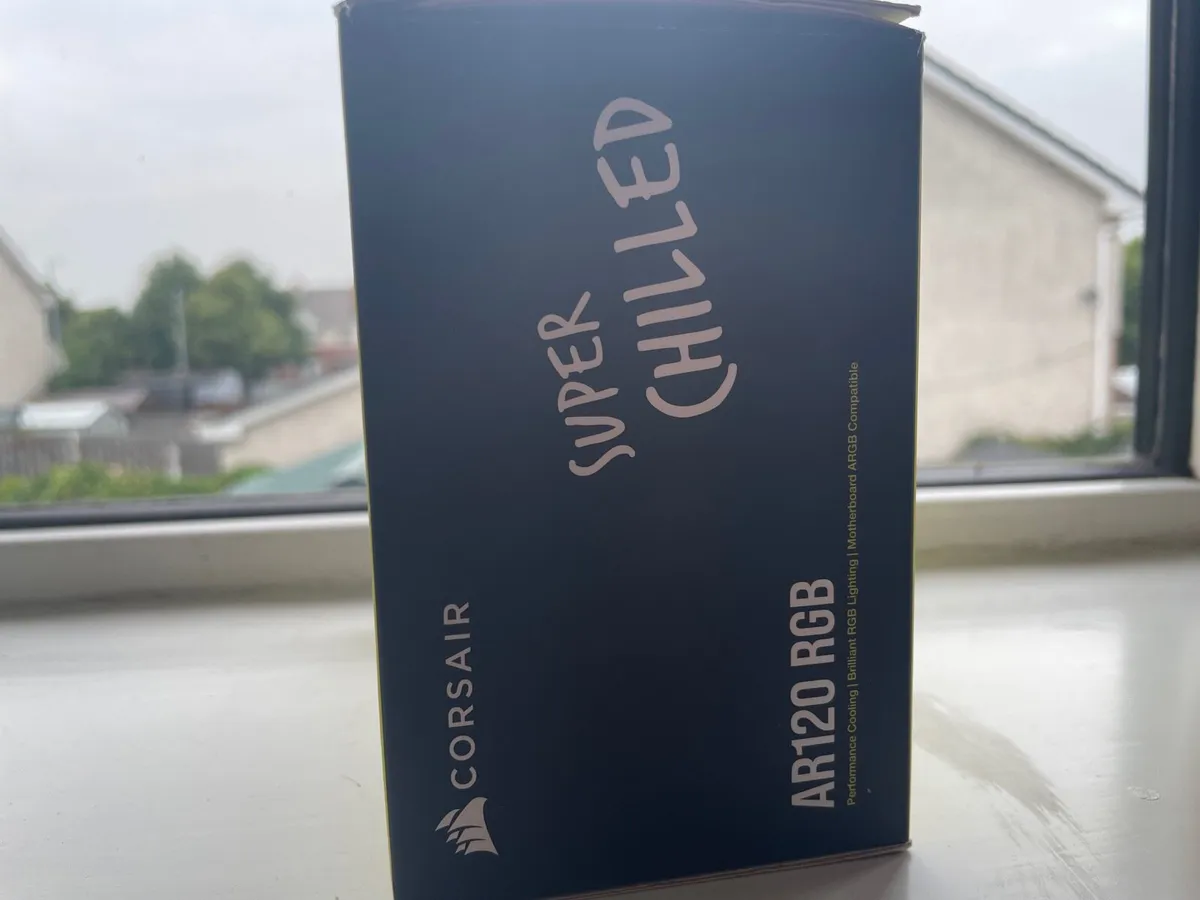 CORSAIR
SUPER
CHILLED
AR120 RGB
Performance Cooling | Brilliant RGB Lighting | Motherboard ARGB Compatible